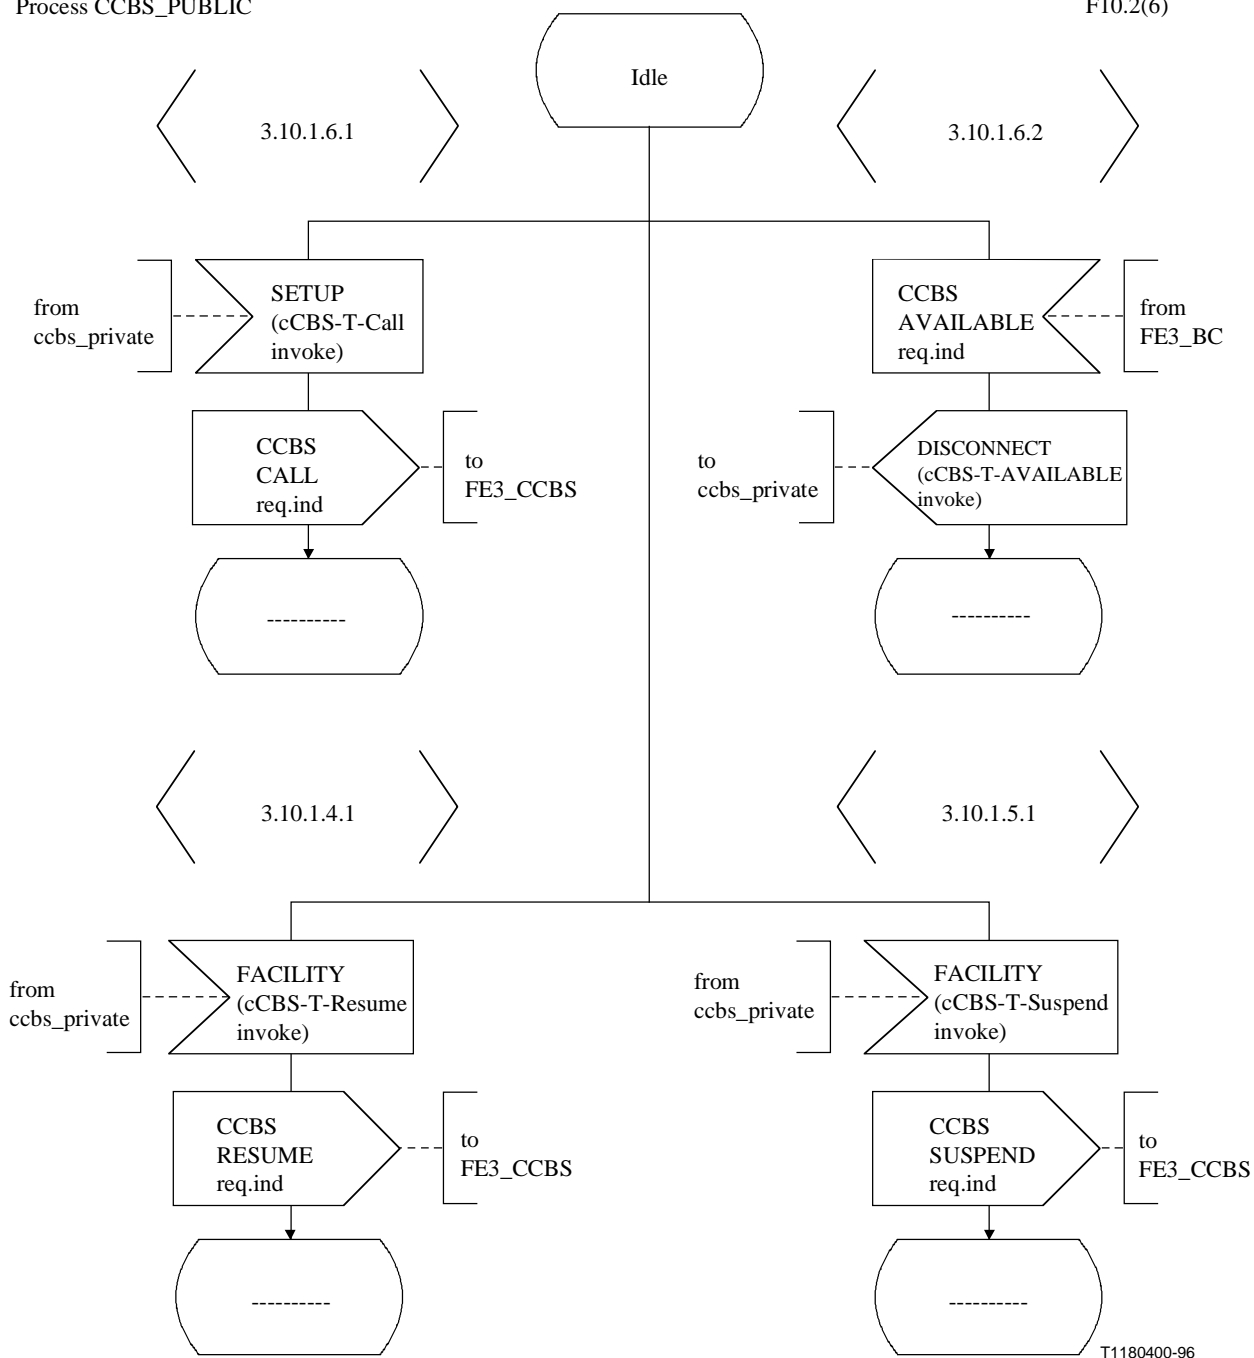 Process CCBS_PUBLIC
F10.2(6)
Idle
3.10.1.6.1
3.10.1.6.2
from
ccbs_private
SETUP
(cCBS-T-Call
invoke)
CCBS
AVAILABLE
req.ind
from
FE3_BC
CCBS
CALL
req.ind
to
FE3_CCBS
to
ccbs_private
DISCONNECT
(cCBS-T-AVAILABLE
invoke)
----------
----------
3.10.1.4.1
3.10.1.5.1
from
ccbs_private
FACILITY
(cCBS-T-Resume
invoke)
from
ccbs_private
FACILITY
(cCBS-T-Suspend
invoke)
CCBS
RESUME
req.ind
to
FE3_CCBS
CCBS
SUSPEND
req.ind
to
FE3_CCBS
----------
----------
T1180400-96